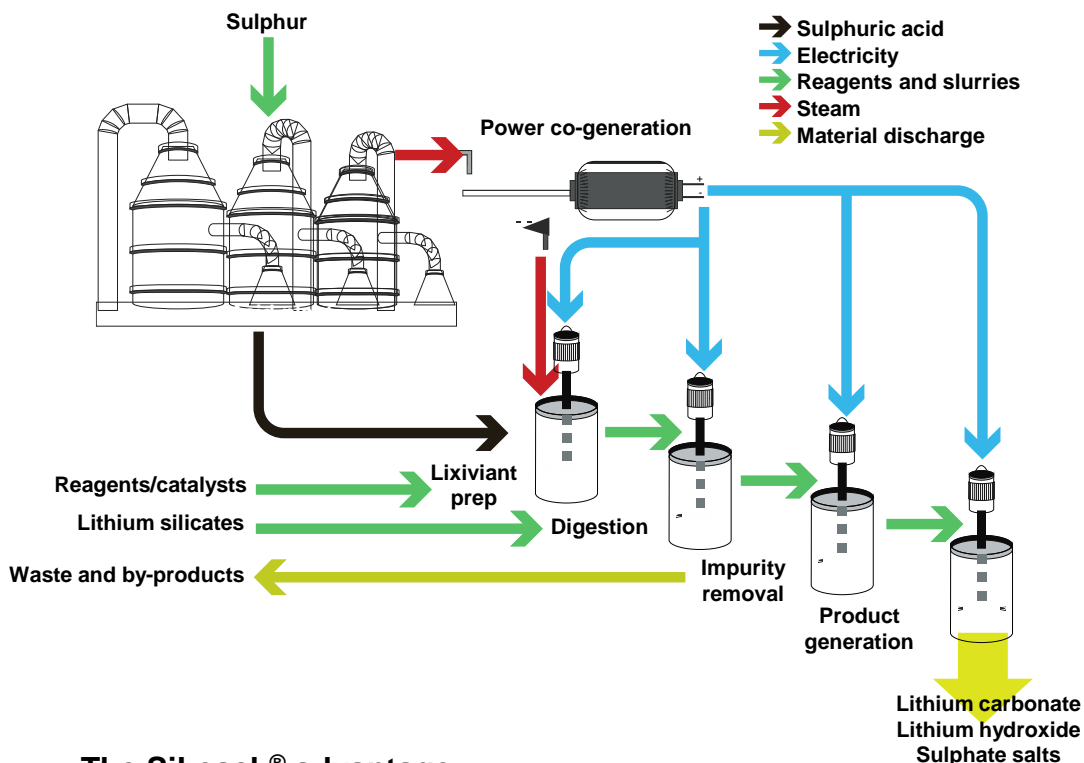 Sulphur
Sulphuric acid
Electricity
Reagents and slurries
Steam
Material discharge
Power co-generation
+
-
Reagents/catalysts
Lixiviant
prep
Lithium silicates
Digestion
Waste and by-products
Impurity
removal
Product
generation
Lithium carbonate
Lithium hydroxide
Sulphate salts